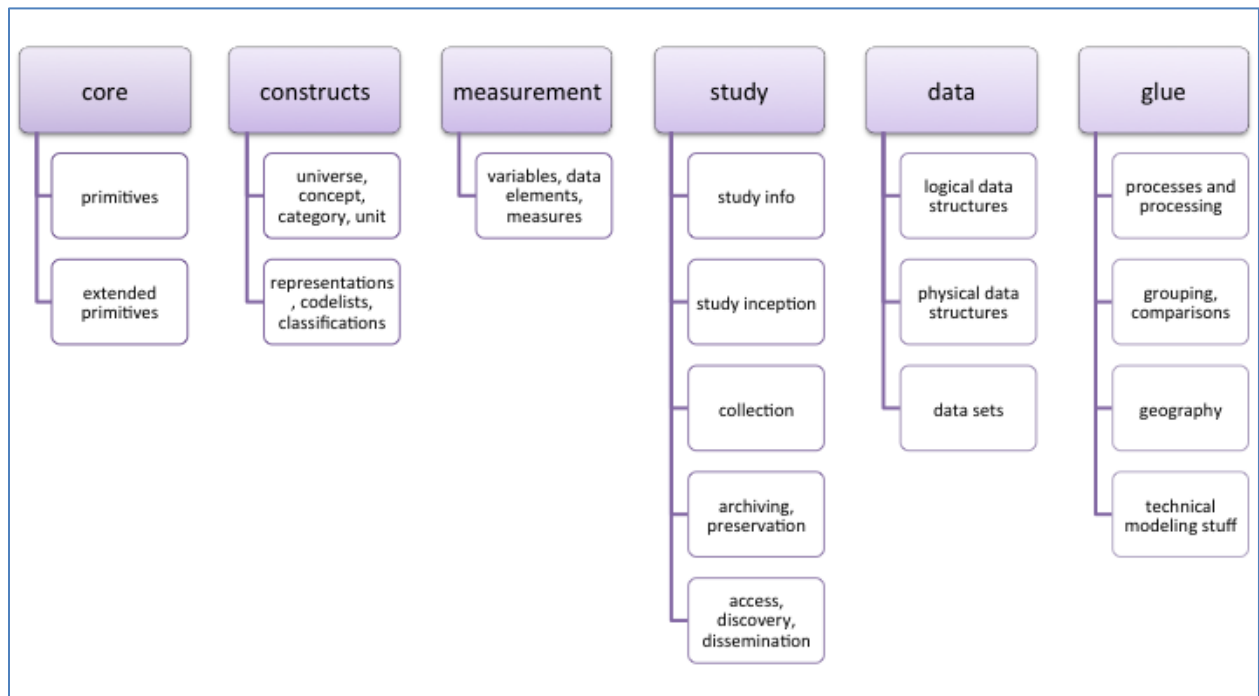 core
primitives
extended
primitives
constructs
universe,
concept,
category, unit
representations
, codelists,
classifications
measurement
variables, data
elements,
measures
study
study info
study inception
collection
archiving,
preservation
access,
discovery,
dissemination
data
logical data
structures
physical data
structures
data sets
glue
processes and
processing
grouping,
comparisons
geography
technical
modeling stuff